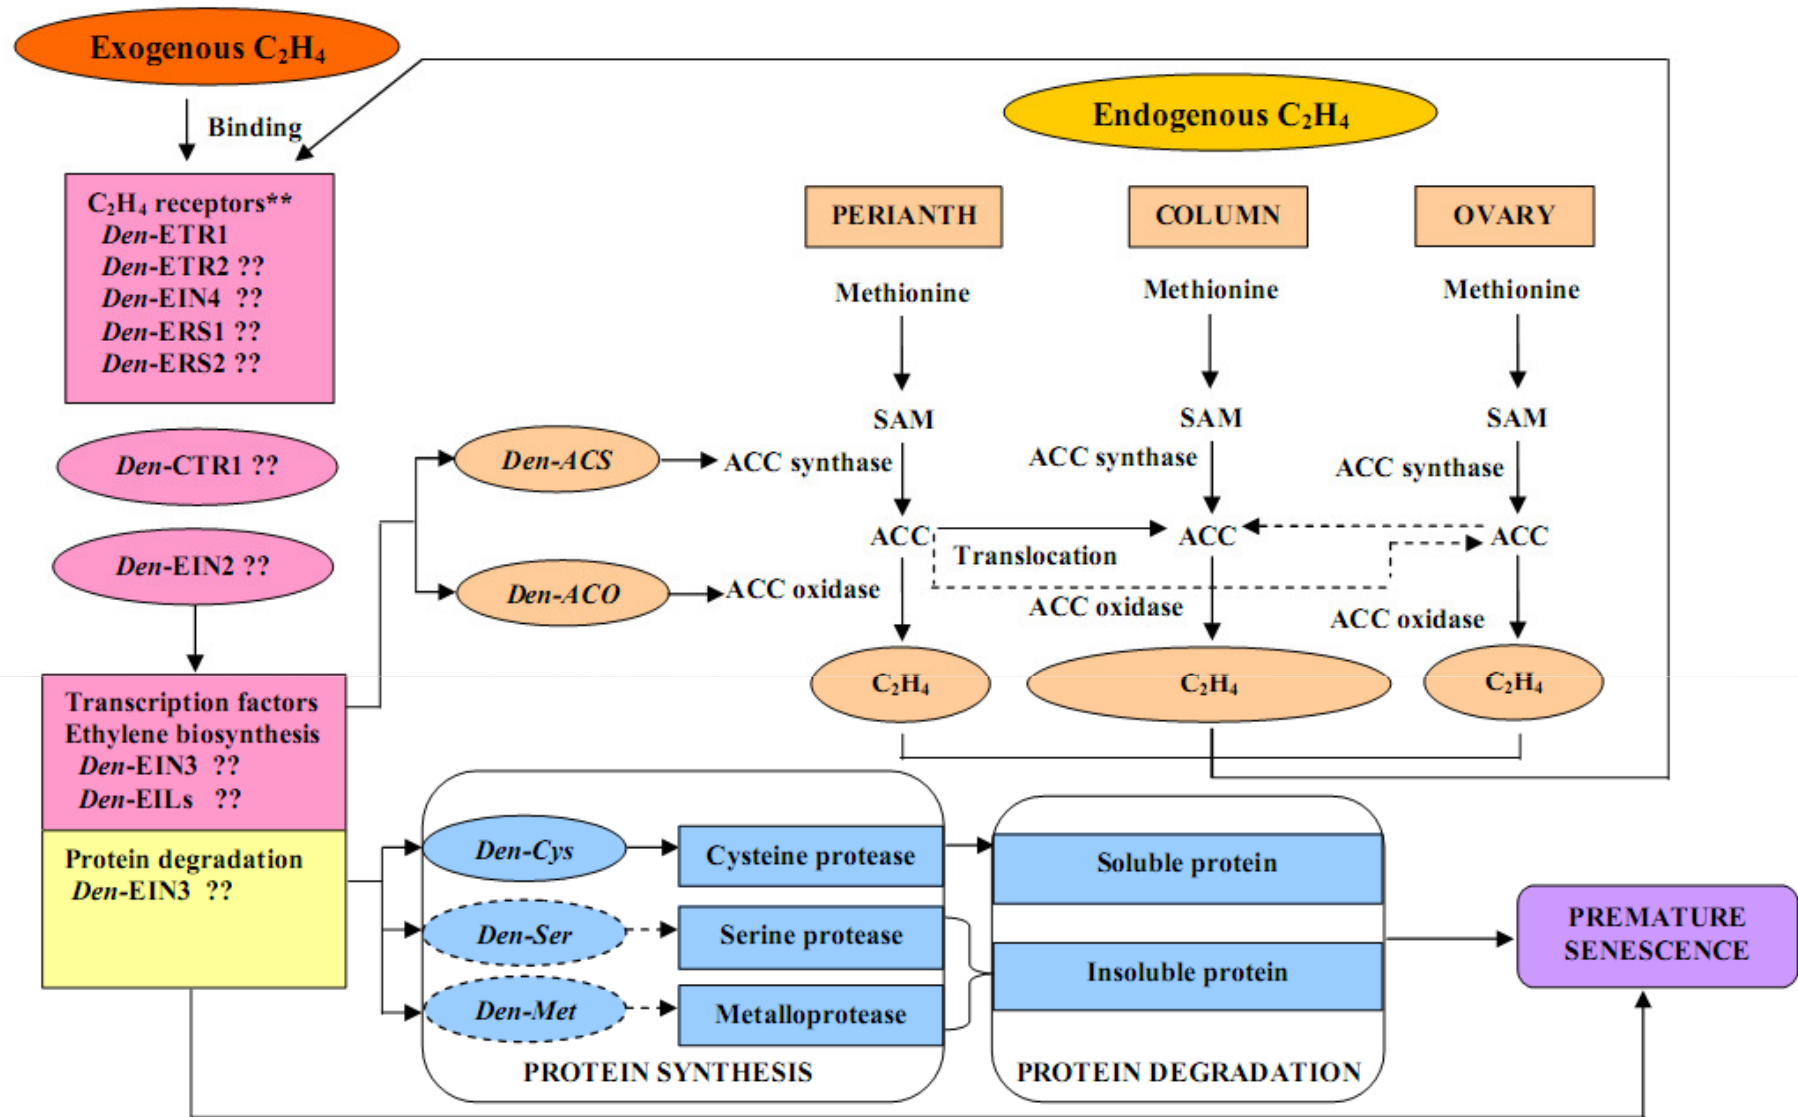 Exogenous C₂H₄
Binding
Endogenous C₂H₄
C₂H₄ receptors**
Den-ETR1
Den-ETR2 ??
Den-EIN4 ??
Den-ERS1 ??
Den-ERS2 ??
PERIANTH
COLUMN
OVARY
Methionine
Methionine
Methionine
SAM
SAM
SAM
Den-CTR1 ??
Den-ACS
ACC synthase
ACC synthase
ACC synthase
Den-EIN2 ??
ACC
Translocation
ACC
ACC
Den-ACO
ACC oxidase
ACC oxidase
ACC oxidase
C₂H₄
C₂H₄
C₂H₄
Transcription factors
Ethylene biosynthesis
Den-EIN3 ??
Den-EILs ??
Protein degradation
Den-EIN3 ??
Den-Cys
Cysteine protease
Soluble protein
Den-Ser
Serine protease
Insoluble protein
Den-Met
Metalloprotease
PROTEIN SYNTHESIS
PROTEIN DEGRADATION
PREMATURE
SENESCENCE